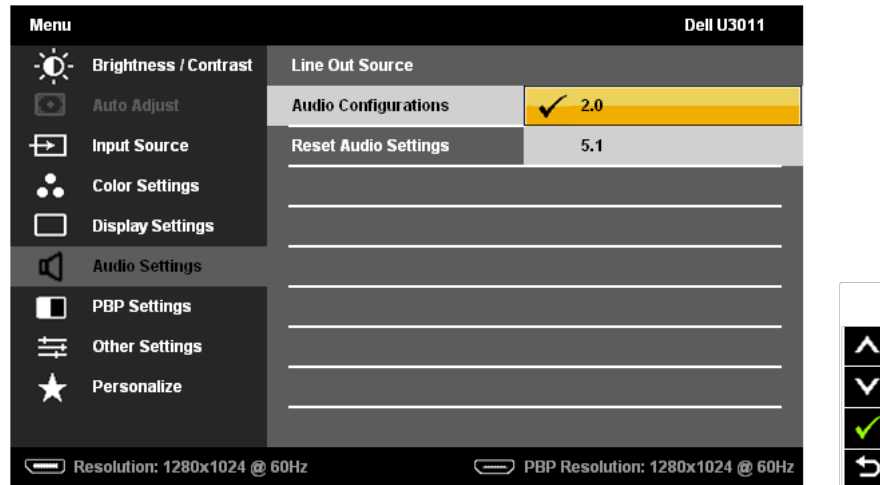 Menu Dell U3011
Brightness / Contrast Line Out Source
Auto Adjust Audio Configurations 2.0
Input Source Reset Audio Settings 5.1
Color Settings
Display Settings
Audio Settings
PBP Settings
Other Settings
Personalize
Resolution: 1280x1024 @ 60Hz PBP Resolution: 1280x1024 @ 60Hz